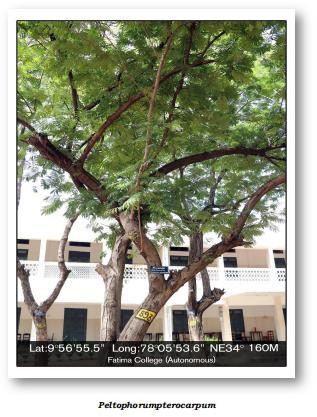 Lat:9°56'55.5" Long:78°05'53.6" NE34° 160M
Fatima College (Autonomous)
Peltophorumpterocarpum